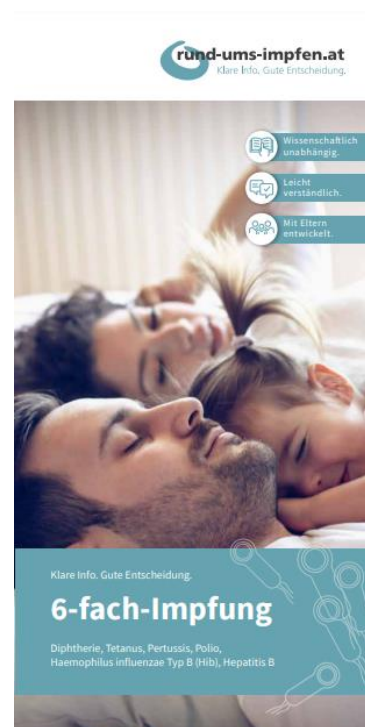 rund-ums-impfen.at
Klare Info. Gute Entscheidung.
Wissenschaftlich
unabhängig.
Leicht
verständlich.
Mit Eltern
entwickelt.
Klare Info. Gute Entscheidung.
6-fach-Impfung
Diphtherie, Tetanus, Pertussis, Polio,
Haemophilus influenzae Typ B (Hib), Hepatitis B